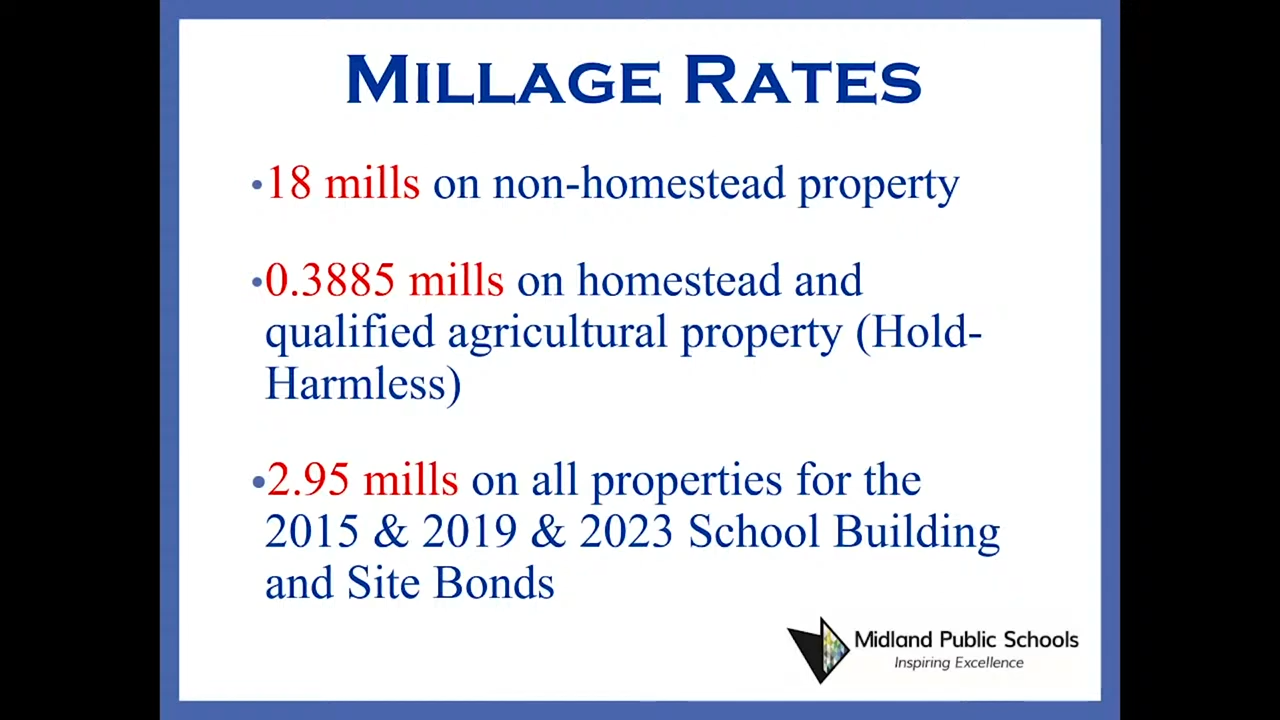 MILLAGE RATES
•18 mills on non-homestead property
•0.3885 mills on homestead and
qualified agricultural property (Hold-
Harmless)
•2.95 mills on all properties for the
2015 & 2019 & 2023 School Building
and Site Bonds
Midland Public Schools
Inspiring Excellence